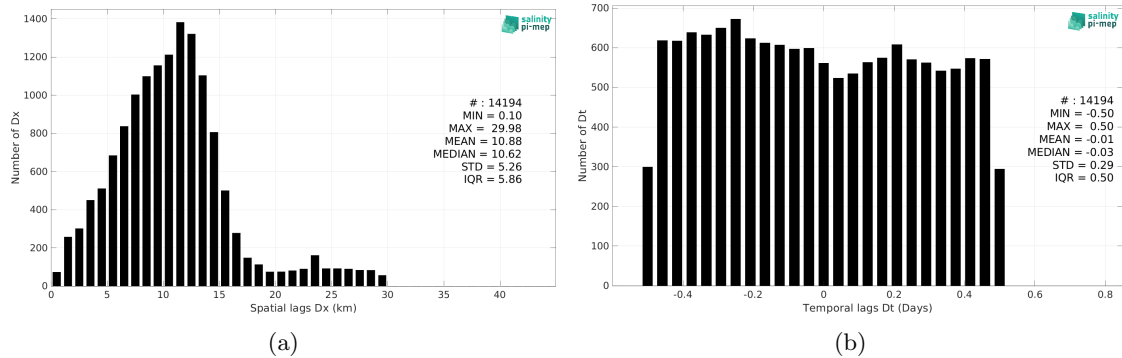 1400
1200
1000
800
600
400
200
0
Number of Dx
salinity
pi-mep
# : 14194
MIN = 0.10
MAX = 29.98
MEAN = 10.88
MEDIAN = 10.62
STD = 5.26
IQR = 5.86
0 5 10 15 20 25 30 35 40
Spatial lags Dx (km)
(a)
700
600
500
400
300
200
100
0
Number of Dt
salinity
pi-mep
# : 14194
MIN = -0.50
MAX = 0.50
MEAN = -0.01
MEDIAN = -0.03
STD = 0.29
IQR = 0.50
-0.4 -0.2 0 0.2 0.4 0.6 0.8
Temporal lags Dt (Days)
(b)